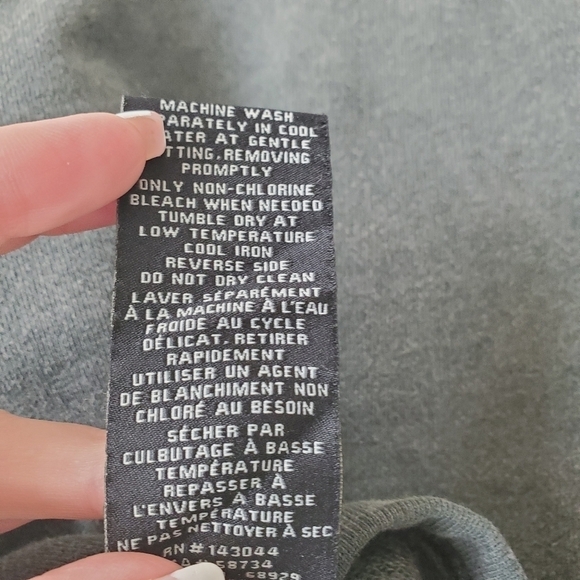 MACHINE WASH
PARATELY IN COOL
ATER AT GENTLE
TTING, REMOVING
PROMPTLY
ONLY NON-CHLORINE
BLEACH WHEN NEEDED
TUMBLE DRY AT
LOW TEMPERATURE
COOL IRON
REVERSE SIDE
DO NOT DRY CLEAN
LAVER SÉPARÉMENT
À LA MACHINE À L'EAU
FROIDE AU CYCLE
DÉLICAT, RETIRER
RAPIDEMENT
UTILISER UN AGENT
DE BLANCHIMENT NON
CHLORÉ AU BESOIN
SÉCHER PAR
CULBUTAGE À BASSE
TEMPÉRATURE
REPASSER À
L'ENVERS À BASSE
TEMPÉRATURE
NE PAS NETTOYER À SEC
RN# 143044
58734
68929